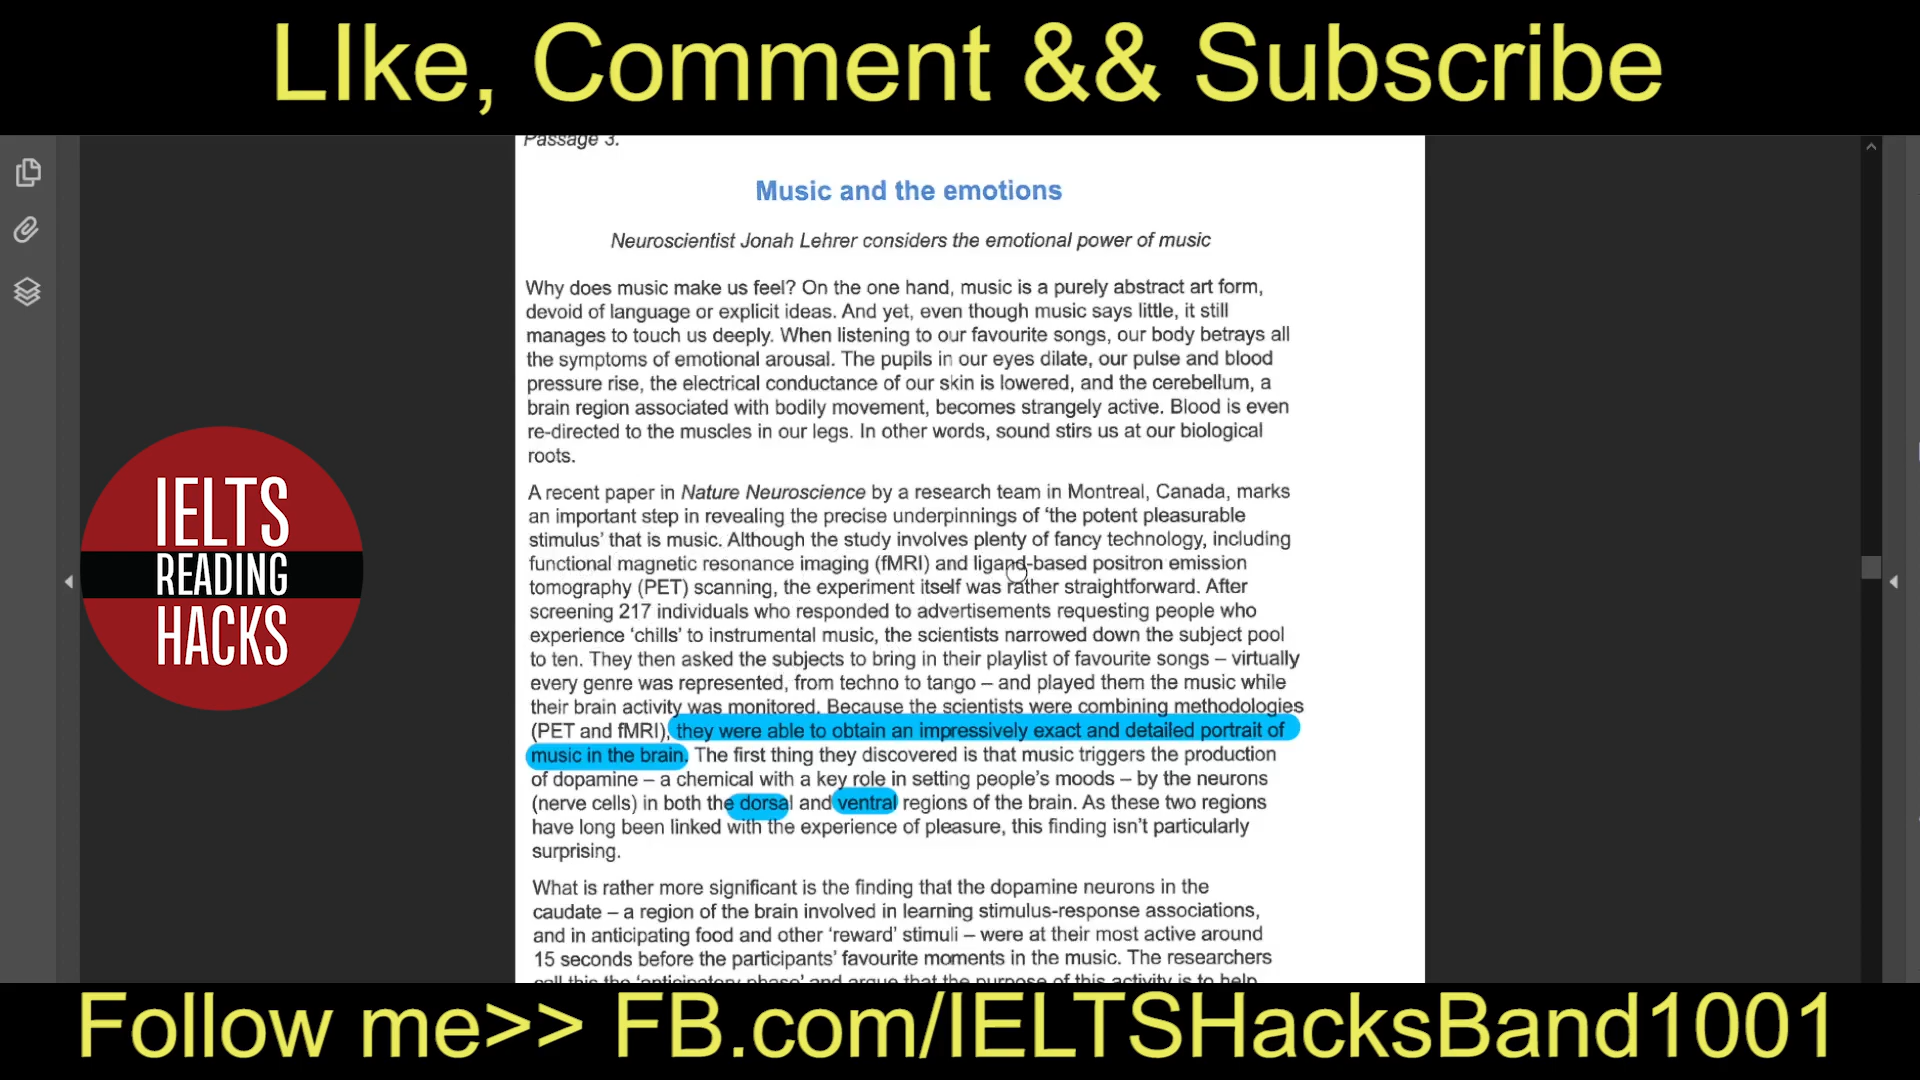 LIke, Comment && Subscribe
Passage 3.
Music and the emotions
Neuroscientist Jonah Lehrer considers the emotional power of music
Why does music make us feel? On the one hand, music is a purely abstract art form,
devoid of language or explicit ideas. And yet, even though music says little, it still
manages to touch us deeply. When listening to our favourite songs, our body betrays all
the symptoms of emotional arousal. The pupils in our eyes dilate, our pulse and blood
pressure rise, the electrical conductance of our skin is lowered, and the cerebellum, a
brain region associated with bodily movement, becomes strangely active. Blood is even
re-directed to the muscles in our legs. In other words, sound stirs us at our biological
roots.
A recent paper in Nature Neuroscience by a research team in Montreal, Canada, marks
an important step in revealing the precise underpinnings of ‘the potent pleasurable
stimulus’ that is music. Although the study involves plenty of fancy technology, including
functional magnetic resonance imaging (fMRI) and ligand-based positron emission
tomography (PET) scanning, the experiment itself was rather straightforward. After
screening 217 individuals who responded to advertisements requesting people who
experience ‘chills’ to instrumental music, the scientists narrowed down the subject pool
to ten. They then asked the subjects to bring in their playlist of favourite songs – virtually
every genre was represented, from techno to tango – and played them the music while
their brain activity was monitored. Because the scientists were combining methodologies
(PET and fMRI), they were able to obtain an impressively exact and detailed portrait of
music in the brain. The first thing they discovered is that music triggers the production
of dopamine – a chemical with a key role in setting people’s moods – by the neurons
(nerve cells) in both the dorsal and ventral regions of the brain. As these two regions
have long been linked with the experience of pleasure, this finding isn’t particularly
surprising.
What is rather more significant is the finding that the dopamine neurons in the
caudate – a region of the brain involved in learning stimulus-response associations,
and in anticipating food and other ‘reward’ stimuli – were at their most active around
15 seconds before the participants’ favourite moments in the music. The researchers
call this the ‘anticipatory phase’ and argue that the purpose of this activity is to help
IELTS
READING
HACKS
Follow me>> FB.com/IELTSHacksBand1001